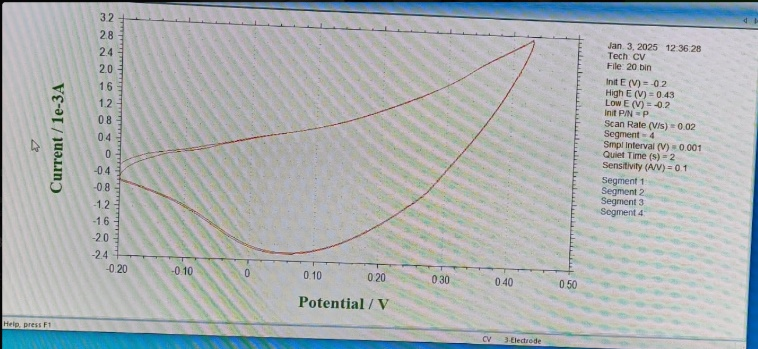 3.2
2.8
2.4
2.0
1.6
1.2
0.8
0.4
0
-0.4
-0.8
-1.2
-1.6
-2.0
-2.4
Current / 1e-3A
-0.20 -0.10 0 0.10 0.20 0.30 0.40 0.50
Potential / V
Jan. 3, 2025 12:36:28
Tech: CV
File: 20.bin
Init E (V) = -0.2
High E (V) = 0.43
Low E (V) = -0.2
Init P/N = P
Scan Rate (V/s) = 0.02
Segment = 4
Smpl Interval (V) = 0.001
Quiet Time (s) = 2
Sensitivity (A/V) = 0.1
Segment 1
Segment 2
Segment 3
Segment 4
Help, press F1
CV 3-Electrode